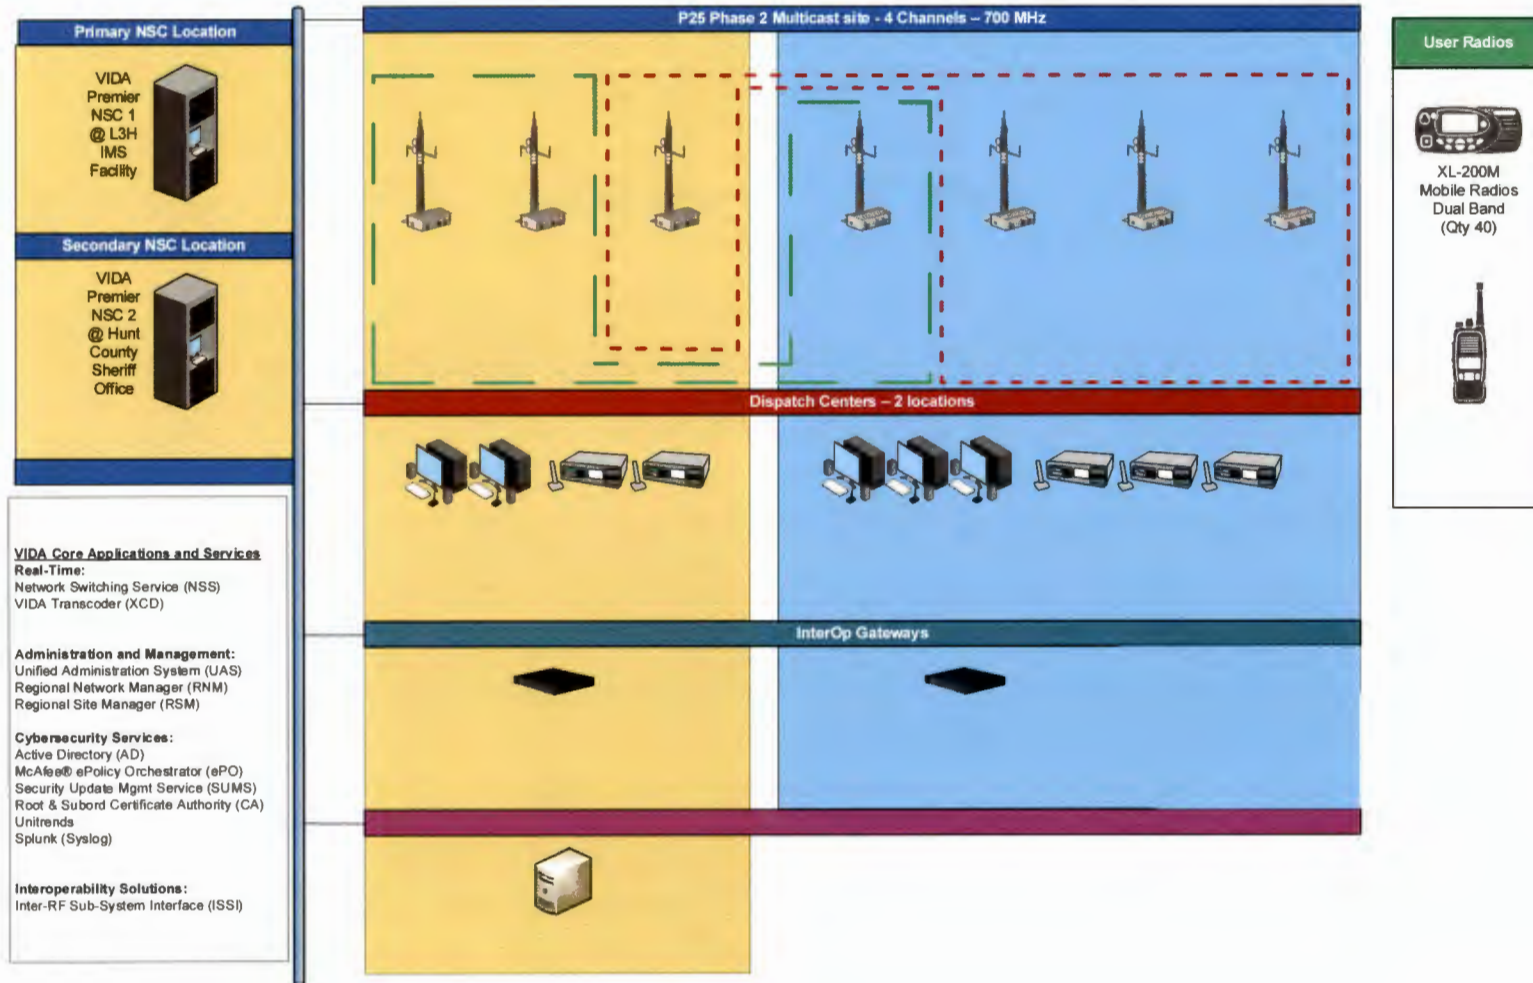 Primary NSC Location
VIDA
Premier
NSC 1
@ L3H
IMS
Facility
Secondary NSC Location
VIDA
Premier
NSC 2
@ Hunt
County
Sheriff
Office
VIDA Core Applications and Services
Real-Time:
Network Switching Service (NSS)
VIDA Transcoder (XCD)
Administration and Management:
Unified Administration System (UAS)
Regional Network Manager (RNM)
Regional Site Manager (RSM)
Cybersecurity Services:
Active Directory (AD)
McAfee® ePolicy Orchestrator (ePO)
Security Update Mgmt Service (SUMS)
Root & Subord Certificate Authority (CA)
Unitrends
Splunk (Syslog)
Interoperability Solutions:
Inter-RF Sub-System Interface (ISSI)
P25 Phase 2 Multicast site - 4 Channels – 700 MHz
Dispatch Centers – 2 locations
InterOp Gateways
User Radios
XL-200M
Mobile Radios
Dual Band
(Qty 40)